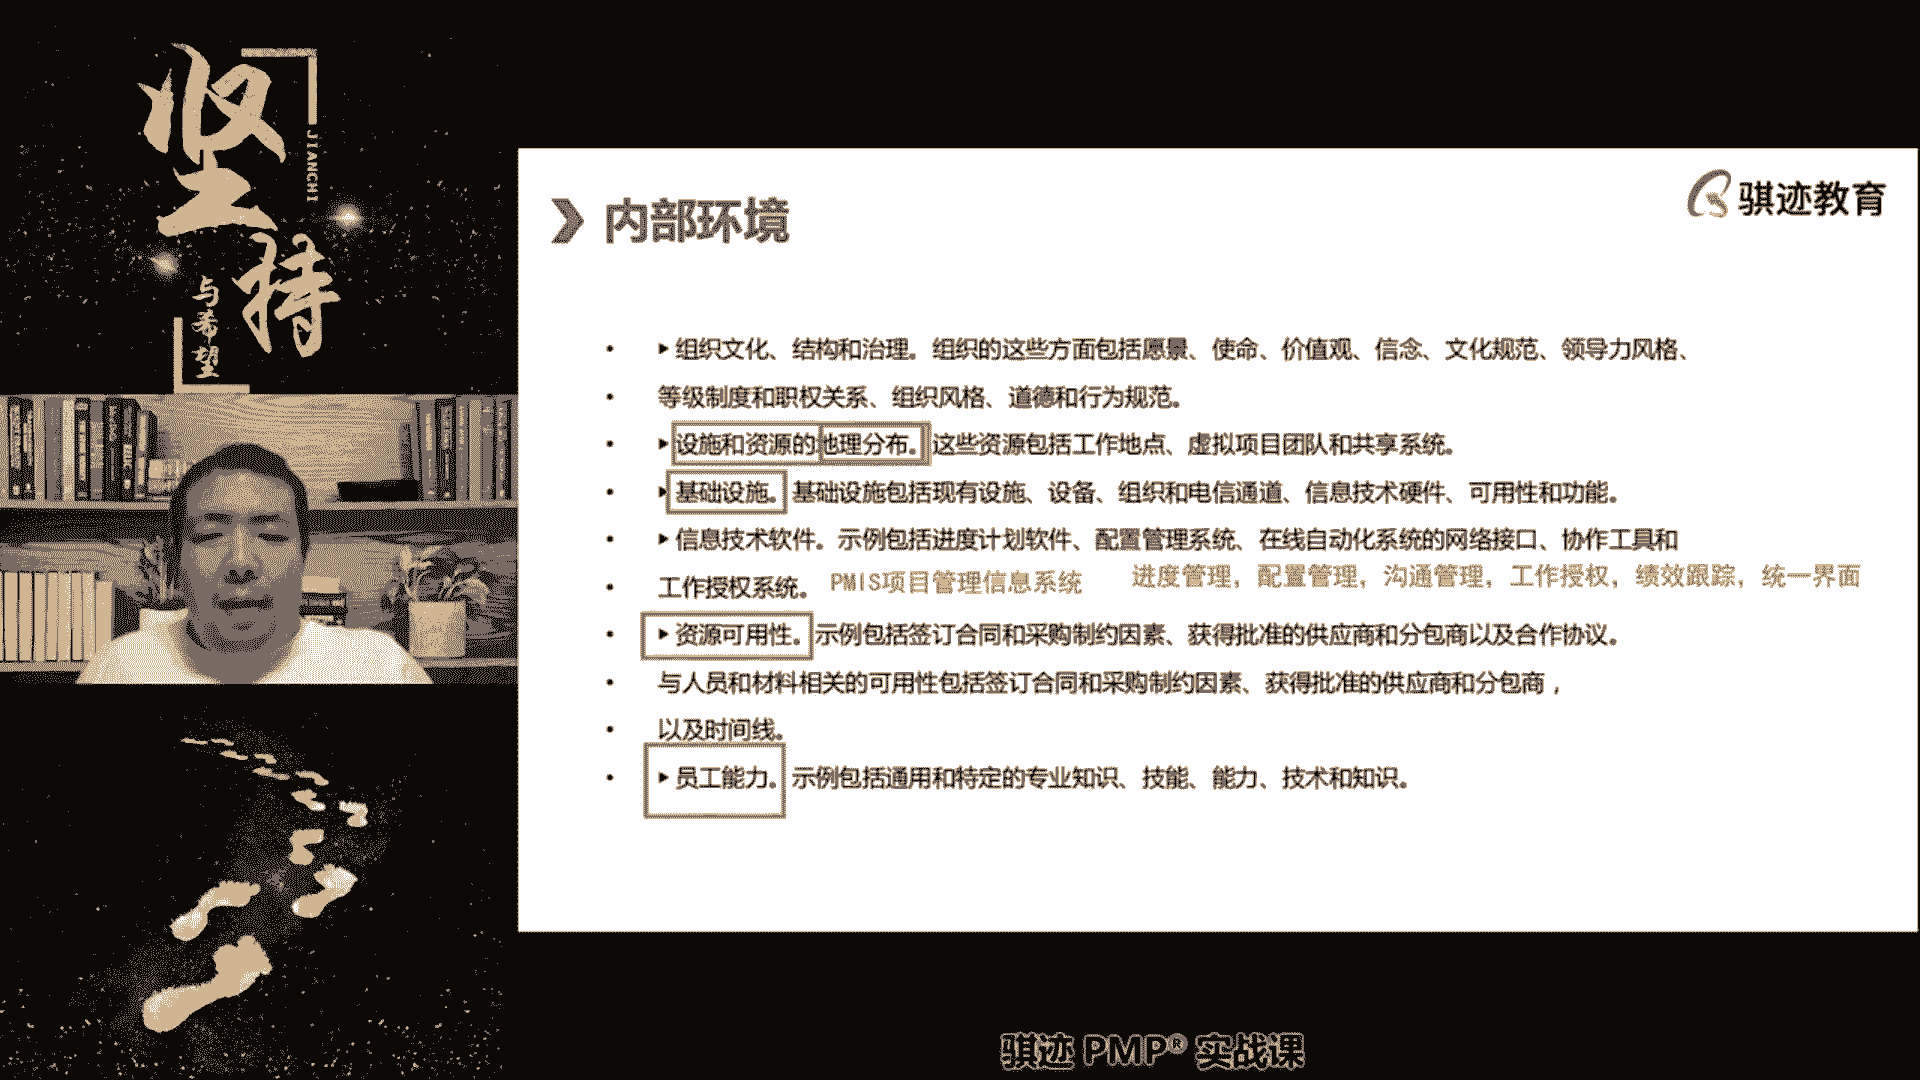 坚持
JIANCHI
与希望
骐迹教育
内部环境
组织文化、结构和治理。组织的这些方面包括愿景、使命、价值观、信念、文化规范、领导力风格、
等级制度和职权关系、组织风格、道德和行为规范。
设施和资源的地理分布。这些资源包括工作地点、虚拟项目团队和共享系统。
基础设施。基础设施包括现有设施、设备、组织和电信通道、信息技术硬件、可用性和功能。
信息技术软件。示例包括进度计划软件、配置管理系统、在线自动化系统的网络接口、协作工具和
工作授权系统。 PMIS项目管理信息系统 进度管理，配置管理，沟通管理，工作授权，绩效跟踪，统一界面
资源可用性。示例包括签订合同和采购制约因素、获得批准的供应商和分包商以及合作协议。
与人员和材料相关的可用性包括签订合同和采购制约因素、获得批准的供应商和分包商，
以及时间线。
员工能力。示例包括通用和特定的专业知识、技能、能力、技术和知识。
骐迹 PMP® 实战课